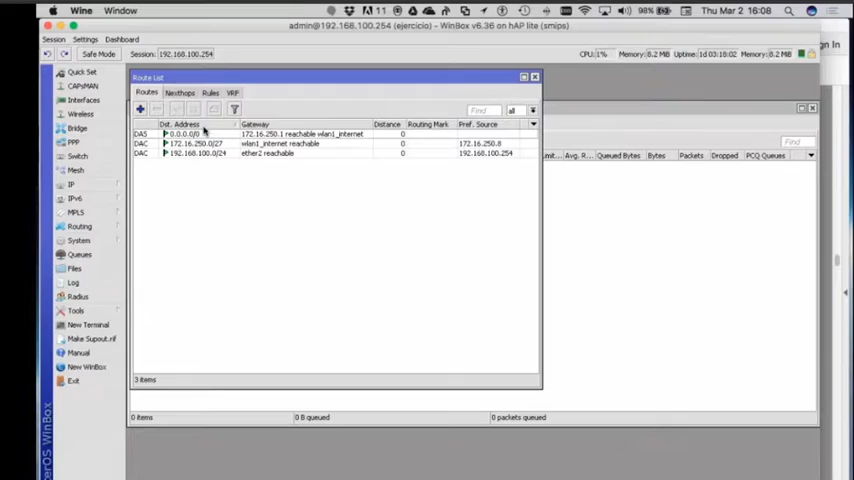 Wine Window 11 98% Thu Mar 2 16:08
admin@192.168.100.254 (ejercicio) - WinBox v6.36 on hAP lite (smips)
Session Settings Dashboard
Safe Mode Session: 192.168.100.254 CPU: 1% Memory: 8.2 MiB Uptime: 1d 03:18:02 Memory: 8.2 MiB
Quick Set
CAPsMAN
Interfaces
Wireless
Bridge
PPP
Switch
Mesh
IP
IPv6
MPLS
Routing
System
Queues
Files
Log
Radius
Tools
New Terminal
Make Supout.rif
Manual
New WinBox
Exit
Route List
Routes Nexthops Rules VRF
Find all
Dst. Address Gateway Distance Routing Mark Pref. Source
DAS 0.0.0.0/0 172.16.250.1 reachable wlan1_internet 0
DAC 172.16.250.0/27 wlan1_internet reachable 0 172.16.250.8
DAC 192.168.100.0/24 ether2 reachable 0 192.168.100.254
3 items
Find
Avg. R... Queued Bytes Bytes Packets Dropped PCQ Queues
0 items 0 B queued 0 packets queued
n In